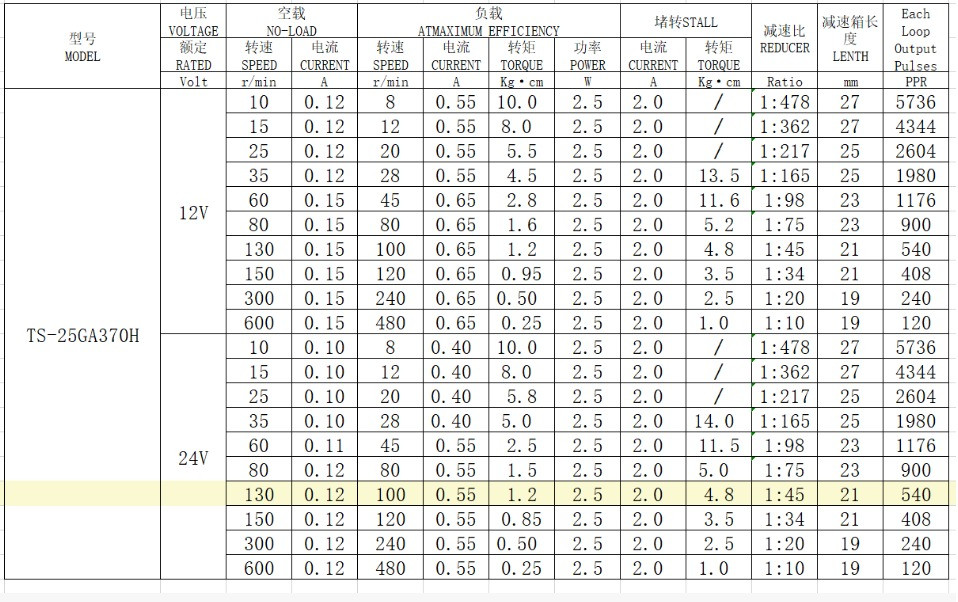 型号
MODEL
电压
VOLTAGE
额定
RATED
Volt
空载
NO-LOAD
负载
ATMAXIMUM EFFICIENCY
堵转STALL
减速比
REDUCER
减速箱长
度
LENTH
Each
Loop
Output
Pulses
转速 电流 转速 电流 转矩 功率 电流 转矩
SPEED CURRENT SPEED CURRENT TORQUE POWER CURRENT TORQUE
r/min A r/min A Kg·cm W A Kg·cm Ratio mm PPR
TS-25GA370H
12V
10 0.12 8 0.55 10.0 2.5 2.0 / 1:478 27 5736
15 0.12 12 0.55 8.0 2.5 2.0 / 1:362 27 4344
25 0.12 20 0.55 5.5 2.5 2.0 / 1:217 25 2604
35 0.12 28 0.55 4.5 2.5 2.0 13.5 1:165 25 1980
60 0.15 45 0.65 2.8 2.5 2.0 11.6 1:98 23 1176
80 0.15 80 0.65 1.6 2.5 2.0 5.2 1:75 23 900
130 0.15 100 0.65 1.2 2.5 2.0 4.8 1:45 21 540
150 0.15 120 0.65 0.95 2.5 2.0 3.5 1:34 21 408
300 0.15 240 0.65 0.50 2.5 2.0 2.5 1:20 19 240
600 0.15 480 0.65 0.25 2.5 2.0 1.0 1:10 19 120
24V
10 0.10 8 0.40 10.0 2.5 2.0 / 1:478 27 5736
15 0.10 12 0.40 8.0 2.5 2.0 / 1:362 27 4344
25 0.10 20 0.40 5.8 2.5 2.0 / 1:217 25 2604
35 0.10 28 0.40 5.0 2.5 2.0 14.0 1:165 25 1980
60 0.11 45 0.55 2.5 2.5 2.0 11.5 1:98 23 1176
80 0.12 80 0.55 1.5 2.5 2.0 5.0 1:75 23 900
130 0.12 100 0.55 1.2 2.5 2.0 4.8 1:45 21 540
150 0.12 120 0.55 0.85 2.5 2.0 3.5 1:34 21 408
300 0.12 240 0.55 0.50 2.5 2.0 2.5 1:20 19 240
600 0.12 480 0.55 0.25 2.5 2.0 1.0 1:10 19 120